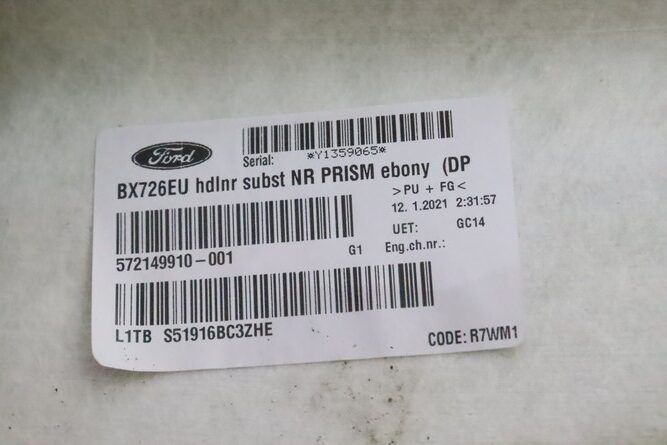 Ford
Serial: *Y1359065*
BX726EU hdlnr subst NR PRISM ebony (DP
>PU + FG<
12. 1.2021 2:31:57
UET: GC14
572149910-001 G1 Eng.ch.nr.:
L1TB S51916BC3ZHE
CODE: R7WM1